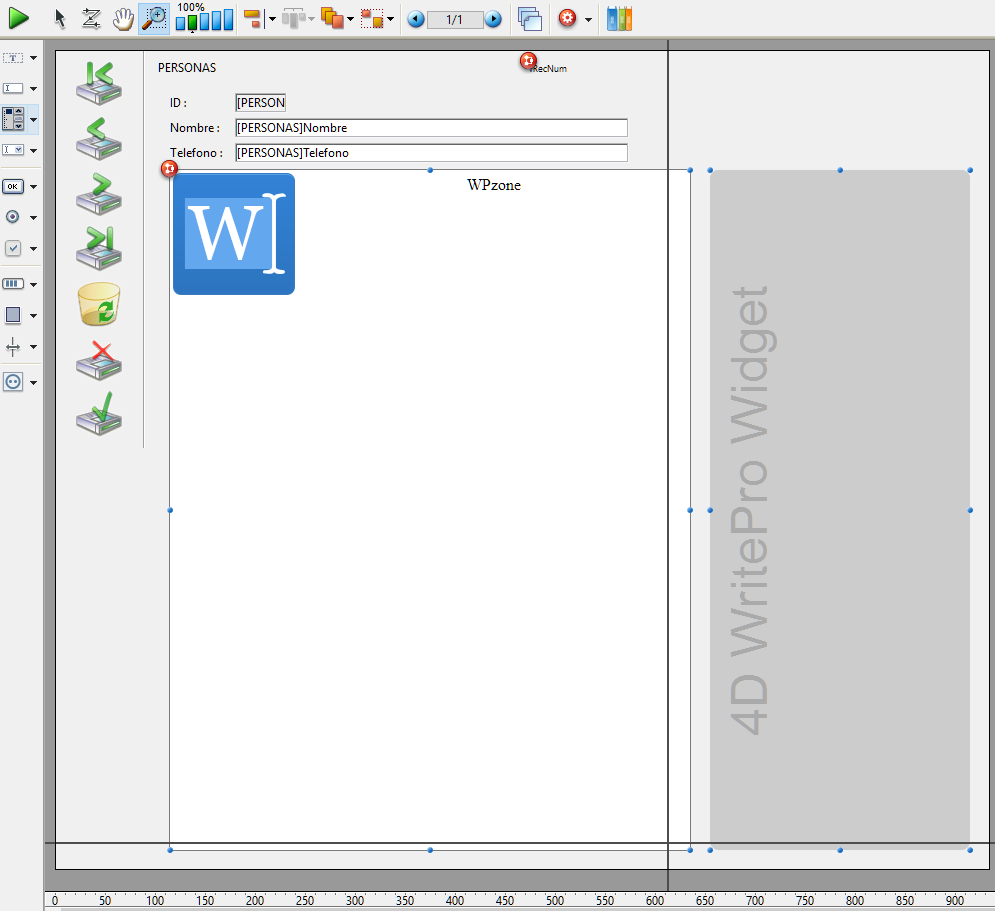 100%
1/1
T
I
I
OK
PERSONAS
RecNum
ID :
[PERSON
Nombre :
[PERSONAS]Nombre
Telefono :
[PERSONAS]Telefono
WPzone
W
4D WritePro Widget
0 50 100 150 200 250 300 350 400 450 500 550 600 650 700 750 800 850 900